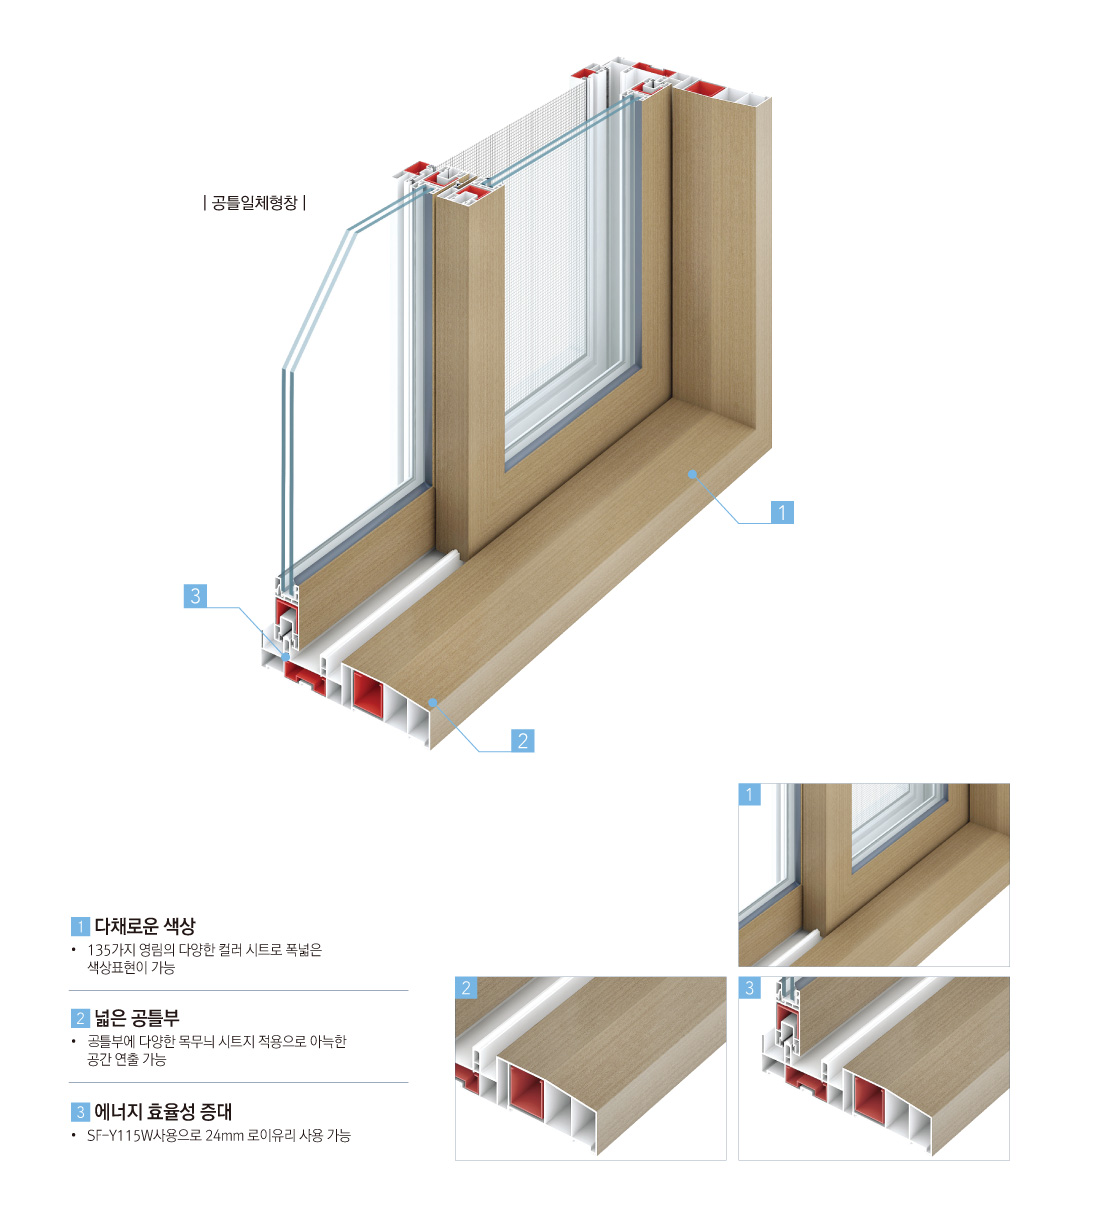 | 공틀일체형창 |
1
3
2
1
1 다채로운 색상
• 135가지 영림의 다양한 컬러 시트로 폭넓은
색상표현이 가능
2
3
2 넓은 공틀부
• 공틀부에 다양한 목무늬 시트지 적용으로 아늑한
공간 연출 가능
3 에너지 효율성 증대
• SF-Y115W사용으로 24mm 로이유리 사용 가능